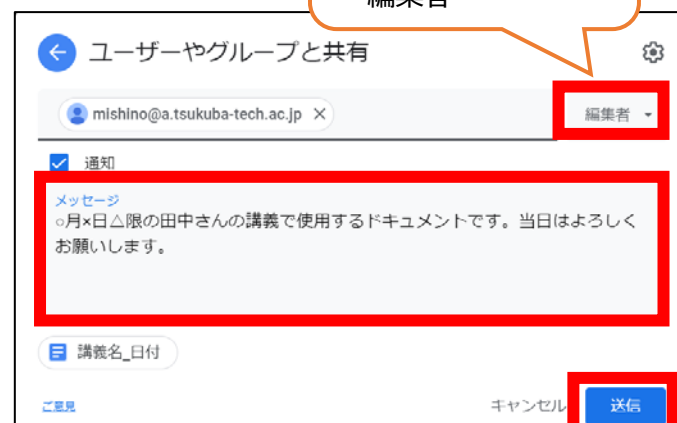 編集者
ユーザーやグループと共有
mishino@a.tsukuba-tech.ac.jp ×
編集者
通知
メッセージ
○月×日△限の田中さんの講義で使用するドキュメントです。当日はよろしく
お願いします。
講義名_日付
ご意見
キャンセル
送信